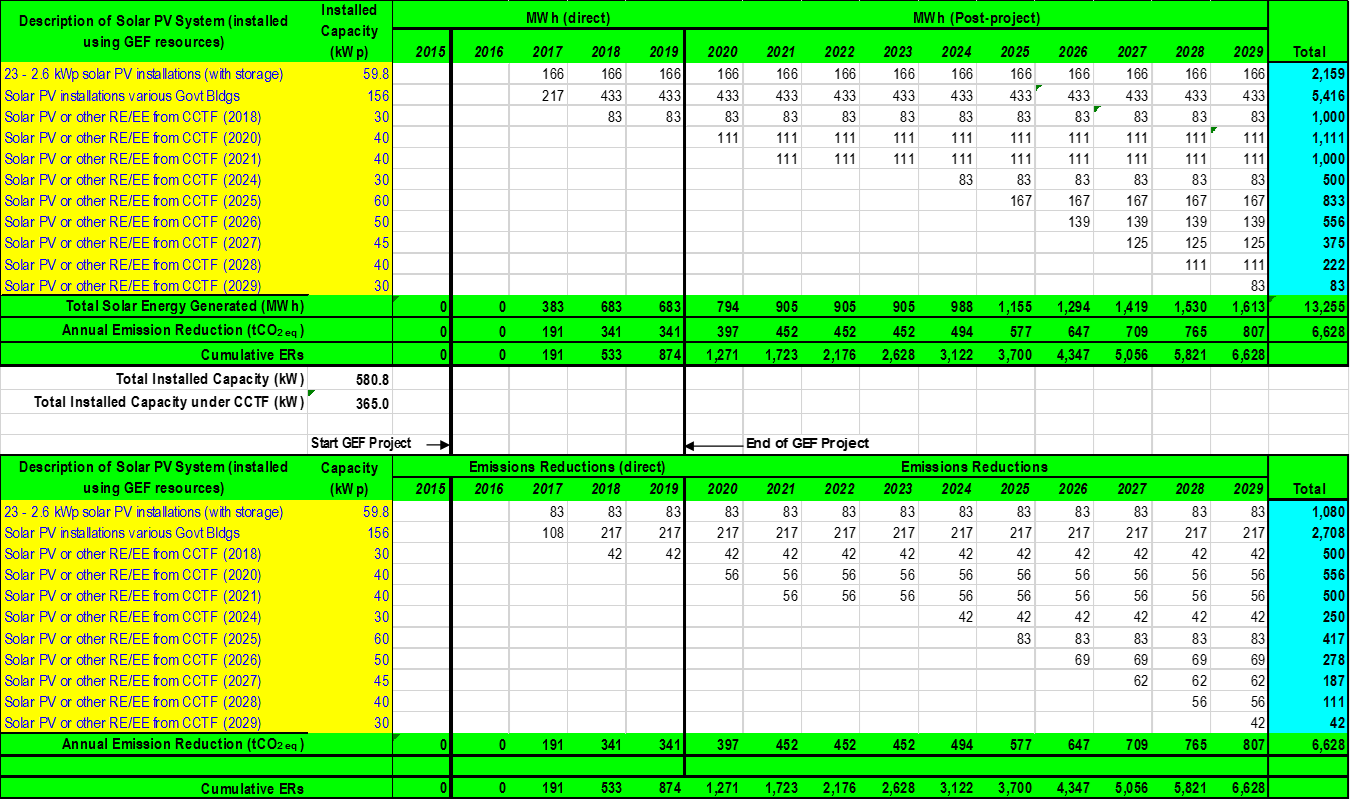 Description of Solar PV System (installed using GEF resources) Installed Capacity (kWp) MWh (direct) MWh (Post-project)
2015 2016 2017 2018 2019 2020 2021 2022 2023 2024 2025 2026 2027 2028 2029 Total
23 - 2.6 kWp solar PV installations (with storage) 59.8 166 166 166 166 166 166 166 166 166 166 166 166 166 2,159
Solar PV installations various Govt Bldgs 156 217 433 433 433 433 433 433 433 433 433 433 433 433 5,416
Solar PV or other RE/EE from CCTF (2018) 30 83 83 83 83 83 83 83 83 83 83 83 83 1,000
Solar PV or other RE/EE from CCTF (2020) 40 111 111 111 111 111 111 111 111 111 111 1,111
Solar PV or other RE/EE from CCTF (2021) 40 111 111 111 111 111 111 111 111 111 1,000
Solar PV or other RE/EE from CCTF (2024) 30 83 83 83 83 83 83 500
Solar PV or other RE/EE from CCTF (2025) 60 167 167 167 167 167 833
Solar PV or other RE/EE from CCTF (2026) 50 139 139 139 139 556
Solar PV or other RE/EE from CCTF (2027) 45 125 125 125 375
Solar PV or other RE/EE from CCTF (2028) 40 111 111 222
Solar PV or other RE/EE from CCTF (2029) 30 83 83
Total Solar Energy Generated (MWh) 0 0 383 683 683 794 905 905 905 988 1,155 1,294 1,419 1,530 1,613 13,255
Annual Emission Reduction (tCO2 eq) 0 0 191 341 341 397 452 452 452 494 577 647 709 765 807 6,628
Cumulative ERs 0 0 191 533 874 1,271 1,723 2,176 2,628 3,122 3,700 4,347 5,056 5,821 6,628
Total Installed Capacity (kW) 580.8
Total Installed Capacity under CCTF (kW) 365.0
Start GEF Project End of GEF Project
Description of Solar PV System (installed using GEF resources) Capacity (kWp) Emissions Reductions (direct) Emissions Reductions
2015 2016 2017 2018 2019 2020 2021 2022 2023 2024 2025 2026 2027 2028 2029 Total
23 - 2.6 kWp solar PV installations (with storage) 59.8 83 83 83 83 83 83 83 83 83 83 83 83 83 1,080
Solar PV installations various Govt Bldgs 156 108 217 217 217 217 217 217 217 217 217 217 217 217 2,708
Solar PV or other RE/EE from CCTF (2018) 30 42 42 42 42 42 42 42 42 42 42 42 42 500
Solar PV or other RE/EE from CCTF (2020) 40 56 56 56 56 56 56 56 56 56 56 556
Solar PV or other RE/EE from CCTF (2021) 40 56 56 56 56 56 56 56 56 56 500
Solar PV or other RE/EE from CCTF (2024) 30 42 42 42 42 42 42 250
Solar PV or other RE/EE from CCTF (2025) 60 83 83 83 83 83 417
Solar PV or other RE/EE from CCTF (2026) 50 69 69 69 69 278
Solar PV or other RE/EE from CCTF (2027) 45 62 62 62 187
Solar PV or other RE/EE from CCTF (2028) 40 56 56 111
Solar PV or other RE/EE from CCTF (2029) 30 42 42
Annual Emission Reduction (tCO2 eq) 0 0 191 341 341 397 452 452 452 494 577 647 709 765 807 6,628
Cumulative ERs 0 0 191 533 874 1,271 1,723 2,176 2,628 3,122 3,700 4,347 5,056 5,821 6,628